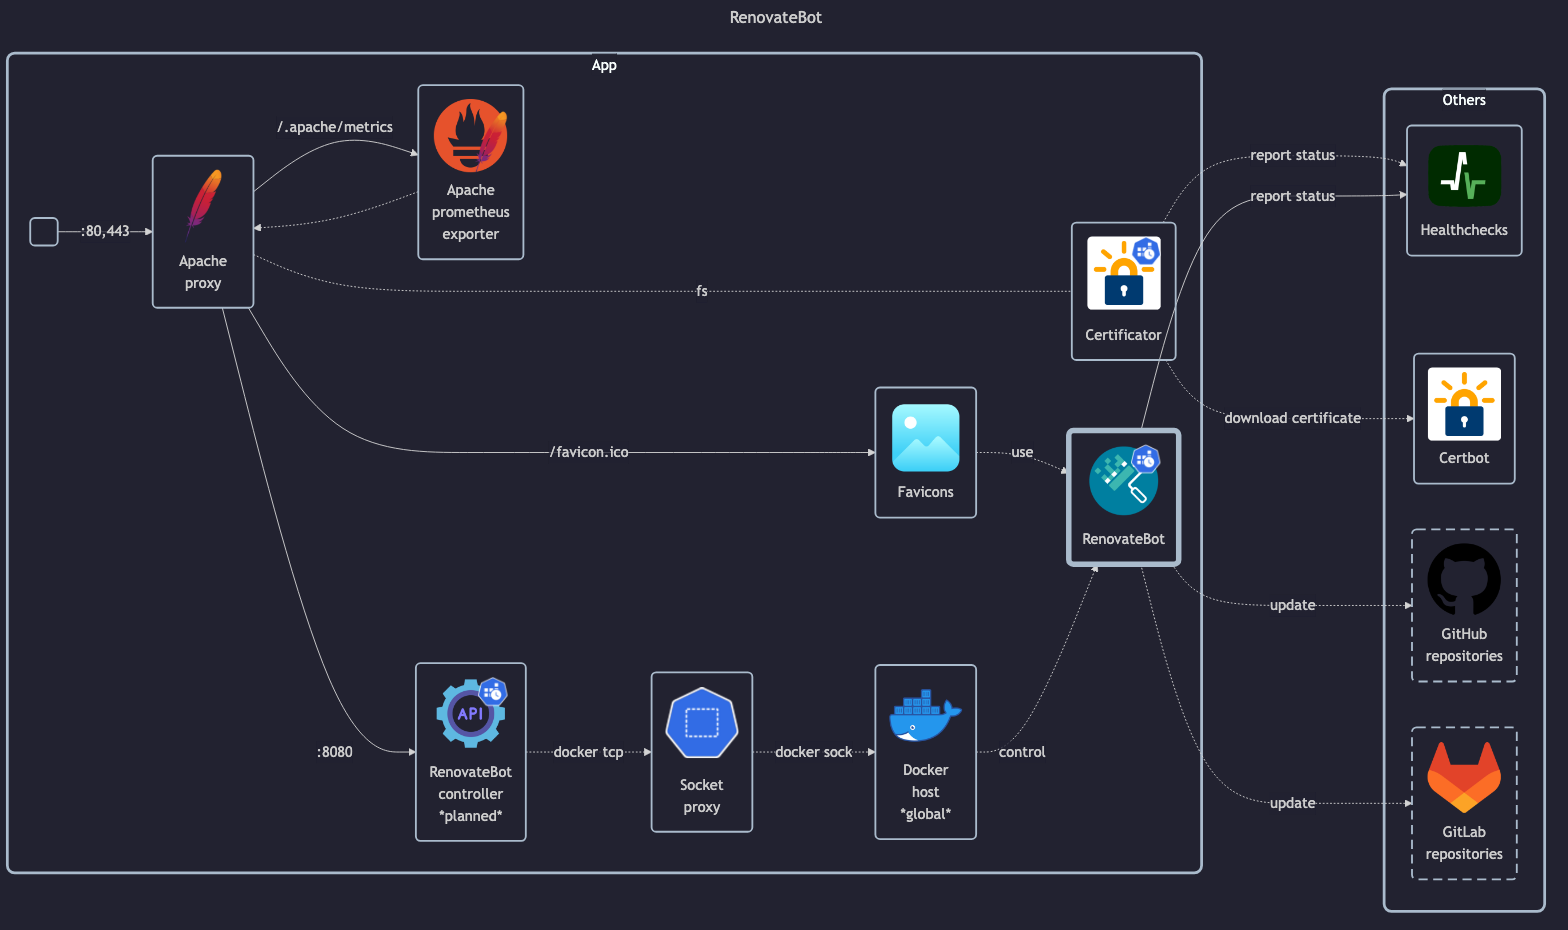 RenovateBot
App
Others
/.apache/metrics
Apache
prometheus
exporter
:80,443
Apache
proxy
report status
report status
Healthchecks
fs
Certificator
download certificate
Certbot
/favicon.ico
Favicons
use
RenovateBot
update
GitHub
repositories
:8080
API
RenovateBot
controller
*planned*
docker tcp
Socket
proxy
docker sock
Docker
host
*global*
control
update
GitLab
repositories